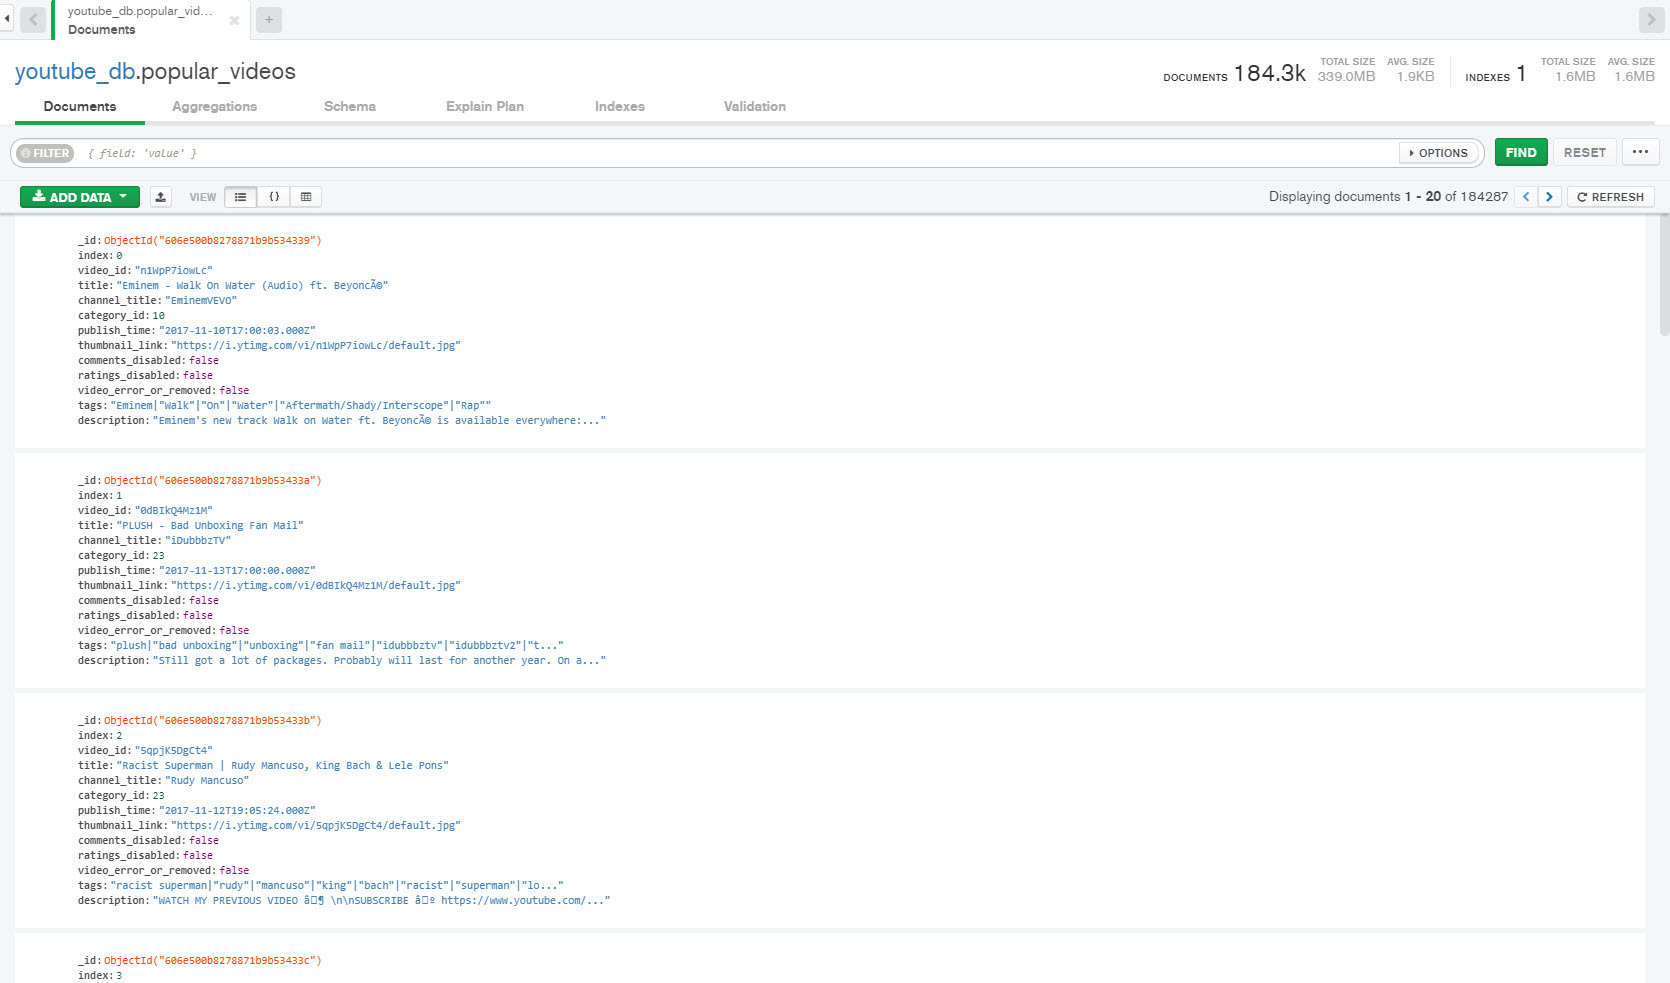 youtube_db.popular_vid...
Documents
youtube_db.popular_videos
DOCUMENTS 184.3k TOTAL SIZE 339.0MB AVG. SIZE 1.9KB INDEXES 1 TOTAL SIZE 1.6MB AVG. SIZE 1.6MB
Documents Aggregations Schema Explain Plan Indexes Validation
FILTER { field: 'value' } OPTIONS FIND RESET ...
ADD DATA VIEW {} Displaying documents 1 - 20 of 184287 < > REFRESH
_id: ObjectId("606e500b8278871b9b534339")
index: 0
video_id: "n1WpP7iowLc"
title: "Eminem - Walk On Water (Audio) ft. BeyoncÃ©"
channel_title: "EminemVEVO"
category_id: 10
publish_time: "2017-11-10T17:00:03.000Z"
thumbnail_link: "https://i.ytimg.com/vi/n1WpP7iowLc/default.jpg"
comments_disabled: false
ratings_disabled: false
video_error_or_removed: false
tags: "Eminem|"Walk"|"On"|"Water"|"Aftermath/Shady/Interscope"|"Rap""
description: "Eminem's new track Walk on Water ft. BeyoncÃ© is available everywhere:..."
_id: ObjectId("606e500b8278871b9b53433a")
index: 1
video_id: "0dBIkQ4Mz1M"
title: "PLUSH - Bad Unboxing Fan Mail"
channel_title: "iDubbbzTV"
category_id: 23
publish_time: "2017-11-13T17:00:00.000Z"
thumbnail_link: "https://i.ytimg.com/vi/0dBIkQ4Mz1M/default.jpg"
comments_disabled: false
ratings_disabled: false
video_error_or_removed: false
tags: "plush|"bad unboxing"|"unboxing"|"fan mail"|"idubbbztv"|"idubbbztv2"|"t..."
description: "STill got a lot of packages. Probably will last for another year. On a..."
_id: ObjectId("606e500b8278871b9b53433b")
index: 2
video_id: "5qpjK5DgCt4"
title: "Racist Superman | Rudy Mancuso, King Bach & Lele Pons"
channel_title: "Rudy Mancuso"
category_id: 23
publish_time: "2017-11-12T19:05:24.000Z"
thumbnail_link: "https://i.ytimg.com/vi/5qpjK5DgCt4/default.jpg"
comments_disabled: false
ratings_disabled: false
video_error_or_removed: false
tags: "racist superman|"rudy"|"mancuso"|"king"|"bach"|"racist"|"superman"|"lo..."
description: "WATCH MY PREVIOUS VIDEO â□¶ \n\nSUBSCRIBE â□º https://www.youtube.com/..."
_id: ObjectId("606e500b8278871b9b53433c")
index: 3